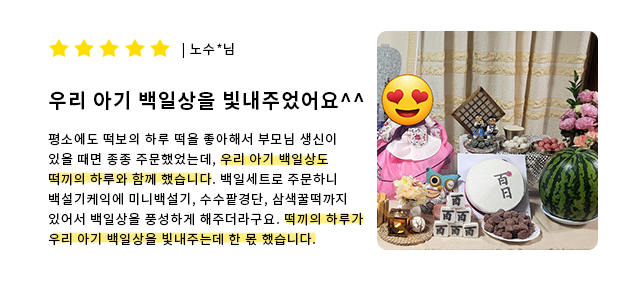 ★★★★★ | 노수*님
우리 아기 백일상을 빛내주었어요^^
평소에도 떡보의 하루 떡을 좋아해서 부모님 생신이
있을 때면 종종 주문했었는데, 우리 아기 백일상도
떡끼의 하루와 함께 했습니다. 백일세트로 주문하니
백설기케익에 미니백설기, 수수팥경단, 삼색꿀떡까지
있어서 백일상을 풍성하게 해주더라구요. 떡끼의 하루가
우리 아기 백일상을 빛내주는데 한 몫 했습니다.
百日
百
百 百
百 百 百